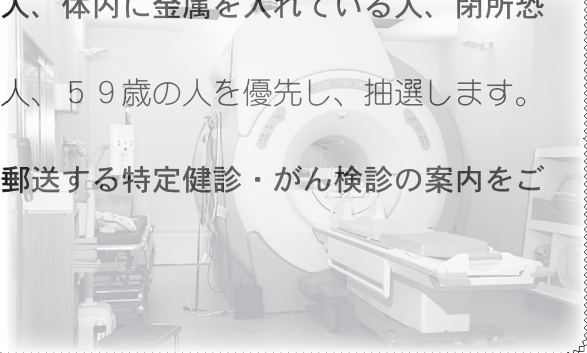 人、体内に金属を入れている人、閉所恐
人、５９歳の人を優先し、抽選します。
郵送する特定健診・がん検診の案内をご